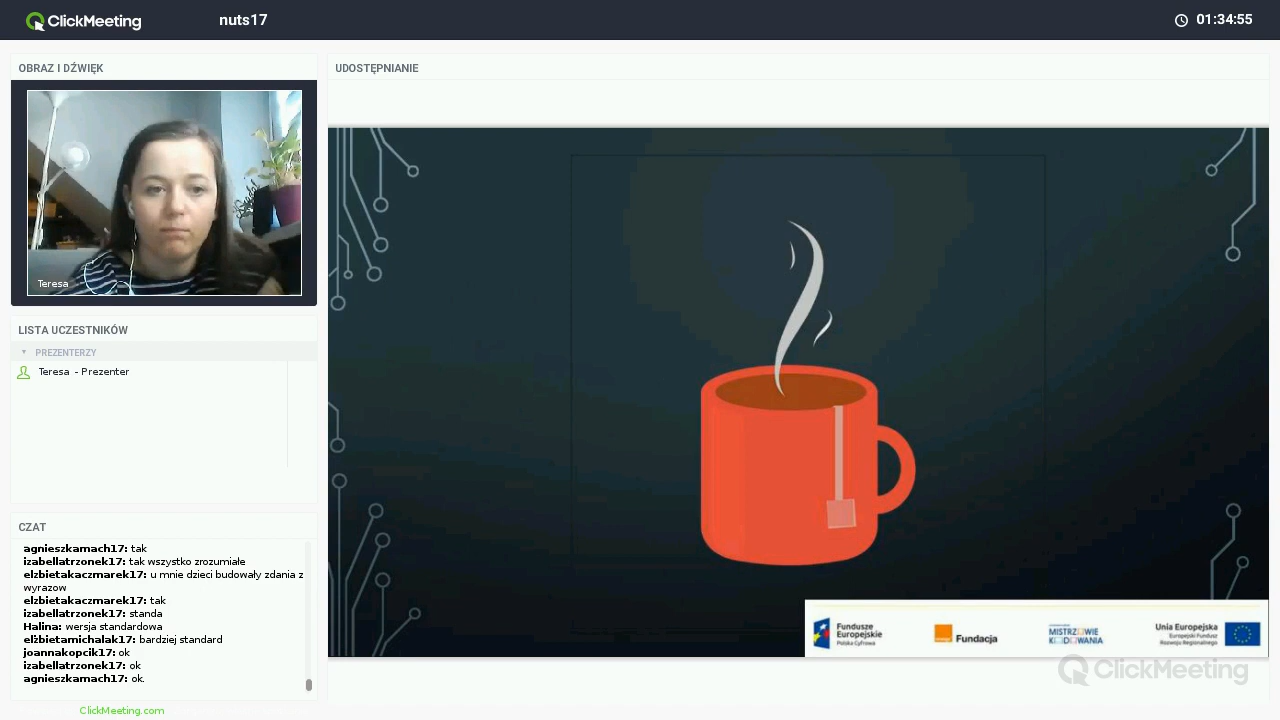 ClickMeeting
nuts17
01:34:55
OBRAZ I DŹWIĘK
Teresa
LISTA UCZESTNIKÓW
PREZENTERZY
Teresa - Prezenter
CZAT
agnieszkamach17: tak
izabellatrzonek17: tak wszystko zrozumiałe
elzbietakaczmarek17: u mnie dzieci budowały zdania z
wyrazow
elzbietakaczmarek17: tak
izabellatrzonek17: standa
Halina: wersja standardowa
elżbietamichalak17: bardziej standard
joannakopcik17: ok
izabellatrzonek17: ok
agnieszkamach17: ok.
ClickMeeting.com
UDOSTĘPNIANIE
Fundusze
Europejskie
Polska Cyfrowa
orange
Fundacja
MISTRZOWIE
KODOWANIA
Unia Europejska
Europejski Fundusz
Rozwoju Regionalnego
ClickMeeting